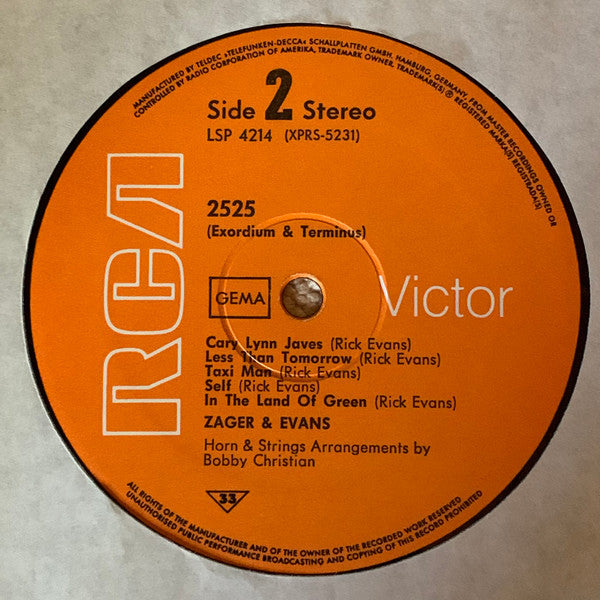 MANUFACTURED BY TELDEC »TELEFUNKEN-DECCA« SCHALLPLATTEN GMBH, HAMBURG, GERMANY, FROM MASTER RECORDINGS OWNED OR
CONTROLLED BY RADIO CORPORATION OF AMERIKA, TRADEMARK OWNER. TRADEMARK(S) ® REGISTERED MARKA(S) REGISTRADA(S)
Side 2 Stereo
LSP 4214 (XPRS-5231)
2525
(Exordium & Terminus)
RCA
GEMA
Victor
Cary Lynn Javes (Rick Evans)
Less Than Tomorrow (Rick Evans)
Taxi Man (Rick Evans)
Self (Rick Evans)
In The Land Of Green (Rick Evans)
ZAGER & EVANS
Horn & Strings Arrangements by
Bobby Christian
33
ALL RIGHTS OF THE MANUFACTURER AND OF THE OWNER OF THE RECORDED WORK RESERVED
UNAUTHORISED PUBLIC PERFORMANCE BROADCASTING AND COPYING OF THIS RECORD PROHIBITED